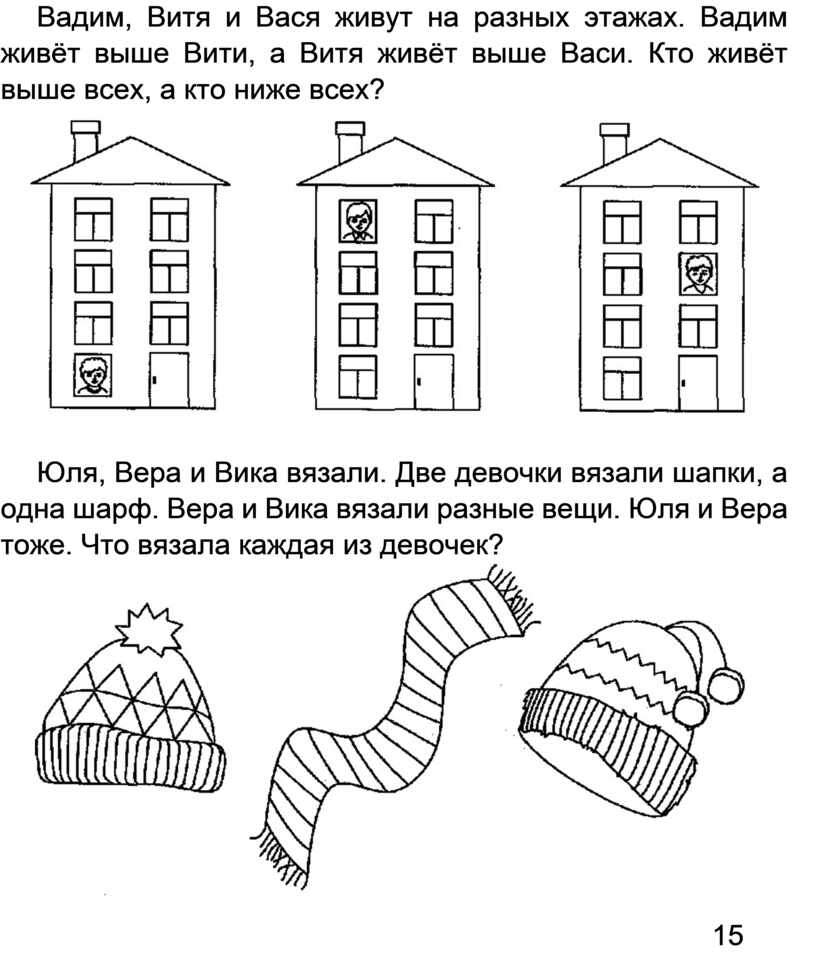 Вадим, Витя и Вася живут на разных этажах. Вадим
живёт выше Вити, а Витя живёт выше Васи. Кто живёт
выше всех, а кто ниже всех?
Юля, Вера и Вика вязали. Две девочки вязали шапки, а
одна шарф. Вера и Вика вязали разные вещи. Юля и Вера
тоже. Что вязала каждая из девочек?
15